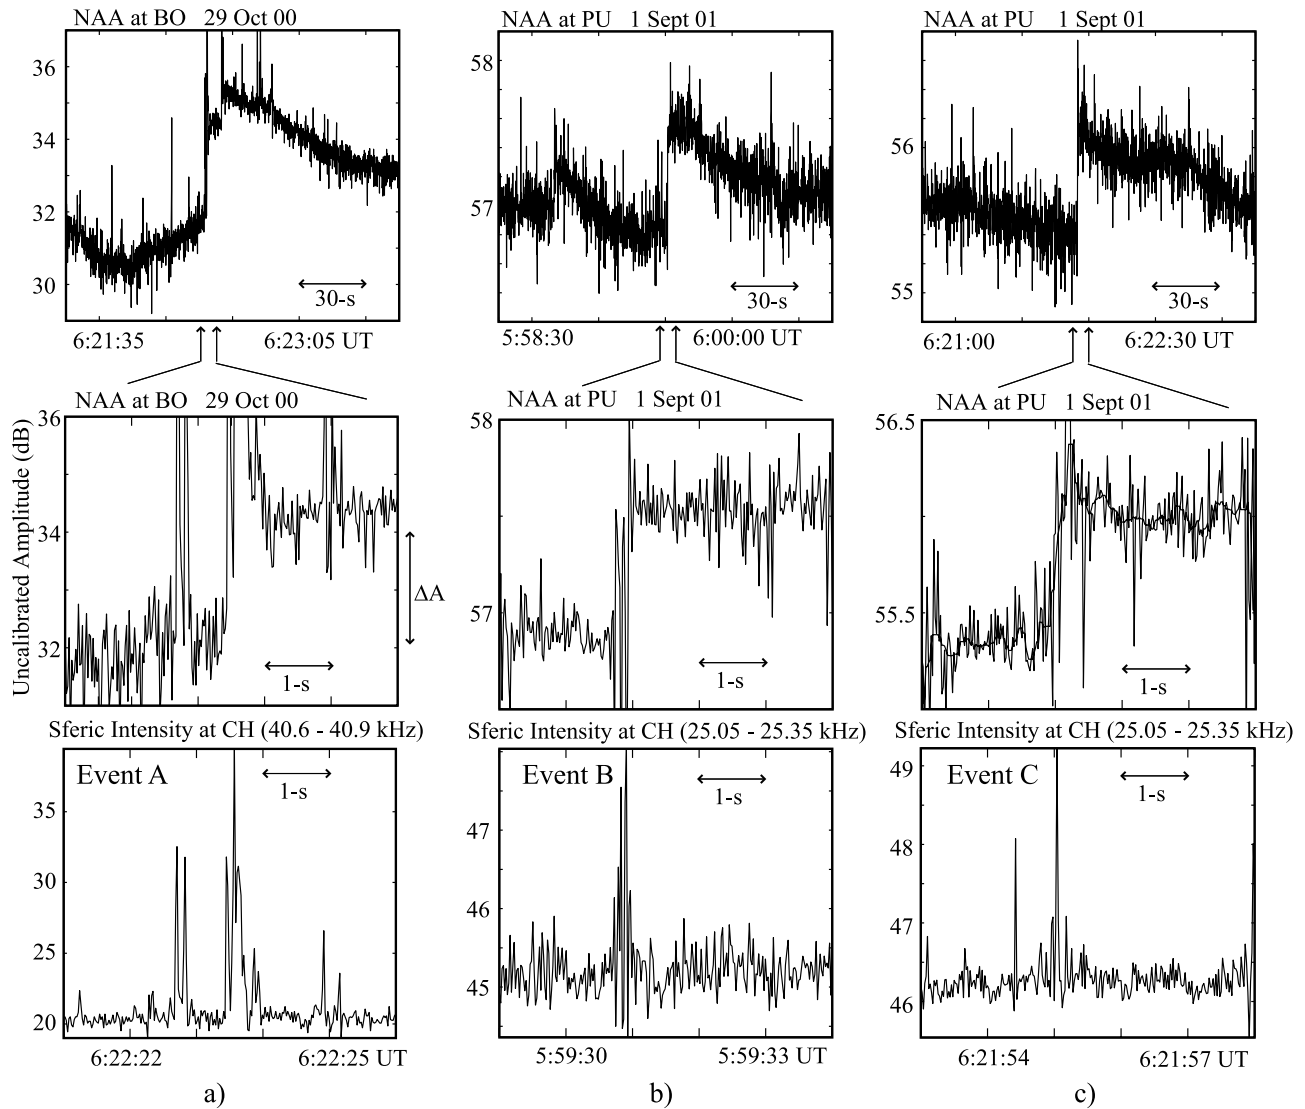 NAA at BO 29 Oct 00
NAA at PU 1 Sept 01
NAA at PU 1 Sept 01
36
35
34
33
32
31
30
29
30-s
6:21:35
6:23:05 UT
58
57
30-s
5:58:30
6:00:00 UT
56
55
30-s
6:21:00
6:22:30 UT
NAA at BO 29 Oct 00
NAA at PU 1 Sept 01
NAA at PU 1 Sept 01
Uncalibrated Amplitude (dB)
36
34
32
ΔA
1-s
58
57
1-s
56.5
55.5
1-s
Sferic Intensity at CH (40.6 - 40.9 kHz)
Sferic Intensity at CH (25.05 - 25.35 kHz)
Sferic Intensity at CH (25.05 - 25.35 kHz)
Event A
1-s
35
30
25
20
6:22:22
6:22:25 UT
Event B
1-s
47
46
45
5:59:30
5:59:33 UT
Event C
1-s
49
48
47
46
6:21:54
6:21:57 UT
a)
b)
c)